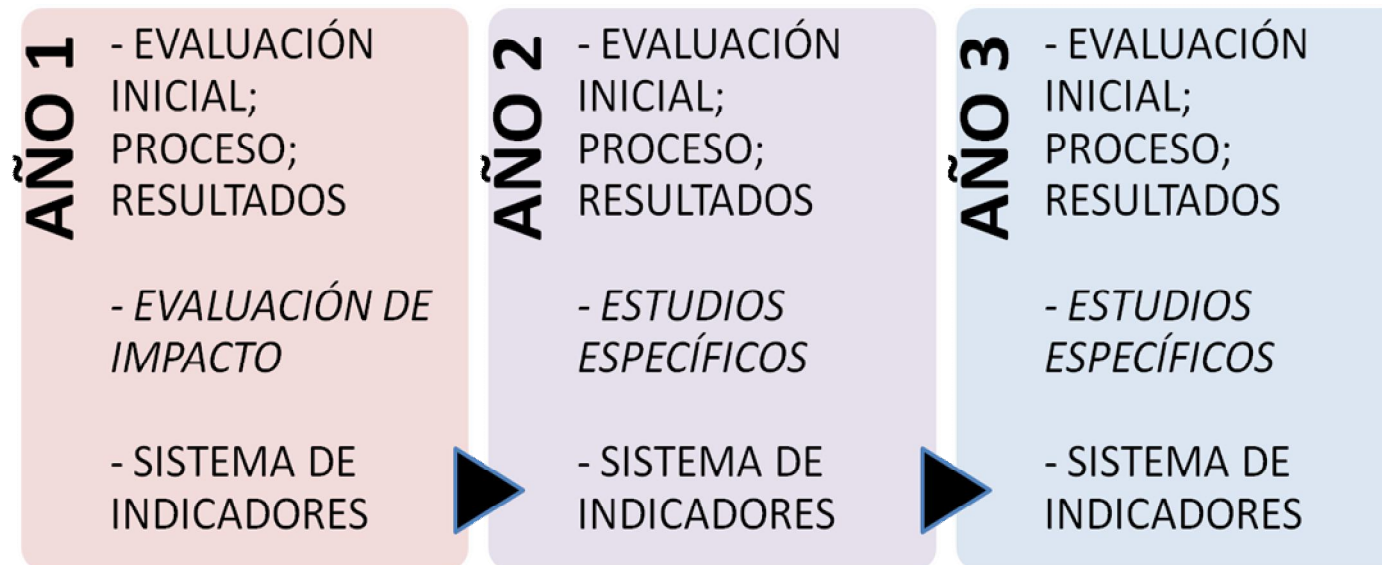 AÑO 1
- EVALUACIÓN
INICIAL;
PROCESO;
RESULTADOS
- EVALUACIÓN DE
IMPACTO
- SISTEMA DE
INDICADORES
AÑO 2
- EVALUACIÓN
INICIAL;
PROCESO;
RESULTADOS
- ESTUDIOS
ESPECÍFICOS
- SISTEMA DE
INDICADORES
AÑO 3
- EVALUACIÓN
INICIAL;
PROCESO;
RESULTADOS
- ESTUDIOS
ESPECÍFICOS
- SISTEMA DE
INDICADORES